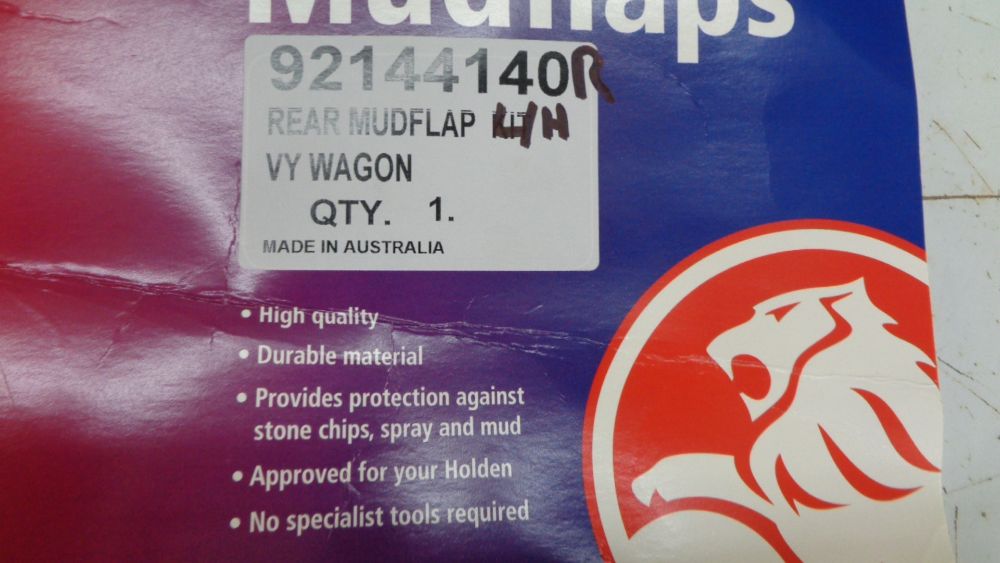 Mudflaps
92144140R
REAR MUDFLAP KIT
H
VY WAGON
QTY. 1.
MADE IN AUSTRALIA
• High quality
• Durable material
• Provides protection against
stone chips, spray and mud
• Approved for your Holden
• No specialist tools required